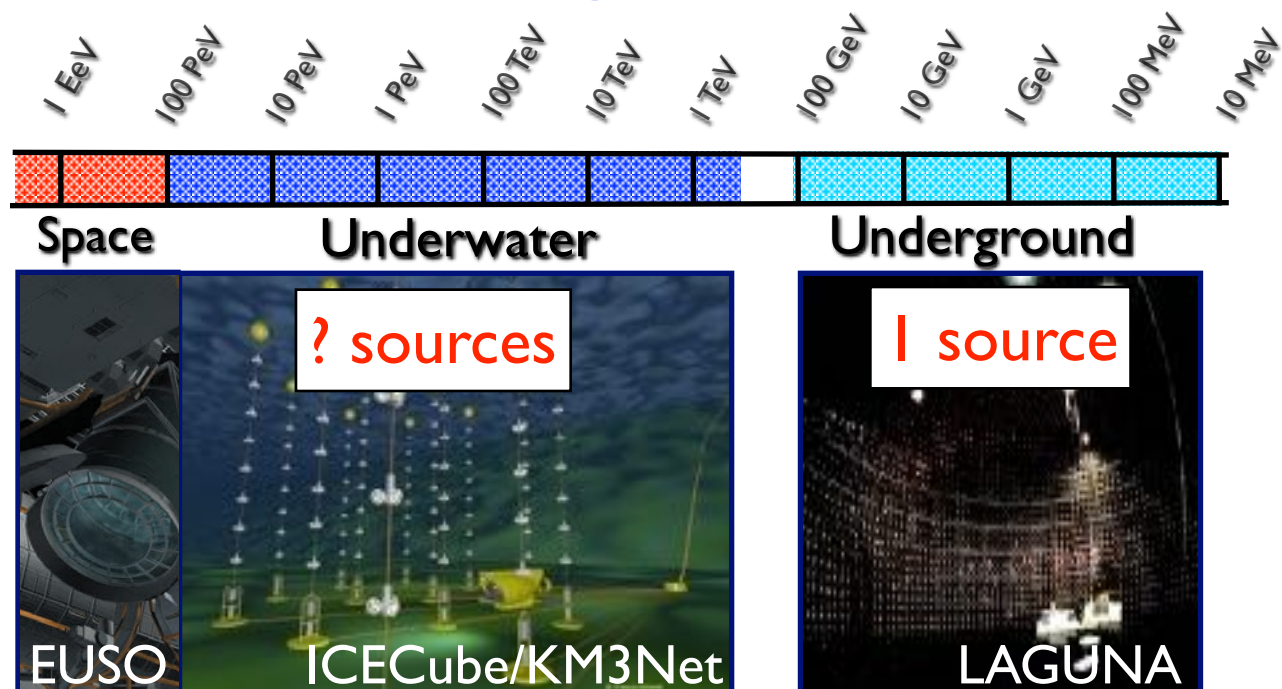 1 EeV
100 PeV
10 PeV
1 PeV
100 TeV
10 TeV
1 TeV
100 GeV
10 GeV
1 GeV
100 MeV
10 MeV
Space
Underwater
Underground
? sources
1 source
EUSO
ICECube/KM3Net
LAGUNA